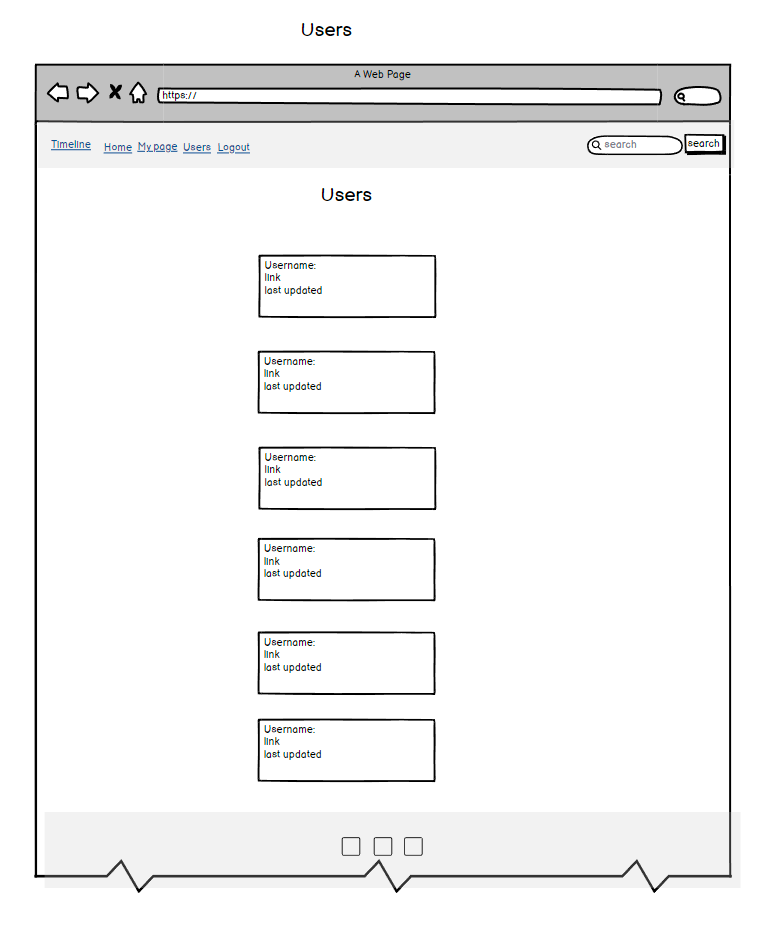 Users
A Web Page
https://
Timeline Home My page Users Logout search search
Users
Username:
link
last updated
Username:
link
last updated
Username:
link
last updated
Username:
link
last updated
Username:
link
last updated
Username:
link
last updated